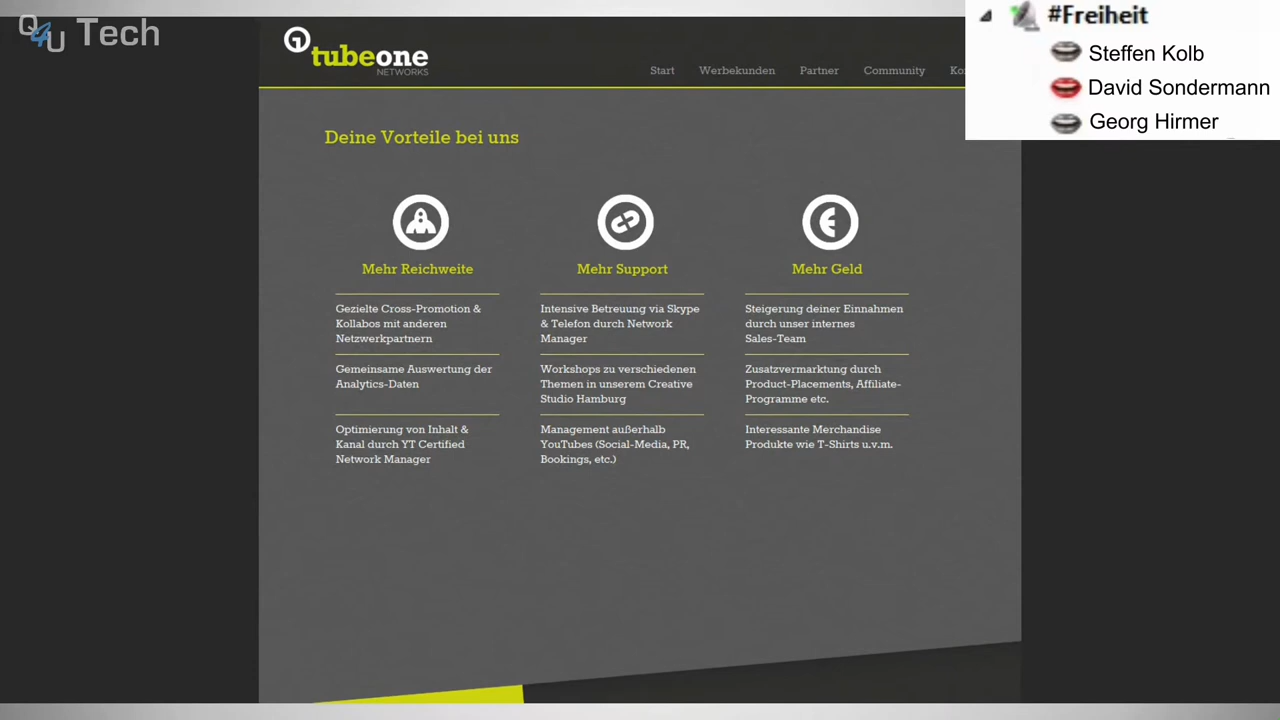 Q4U Tech
#Freiheit
Steffen Kolb
David Sondermann
Georg Hirmer
tubeone
NETWORKS
Start Werbekunden Partner Community
Deine Vorteile bei uns
Mehr Reichweite
Gezielte Cross-Promotion &
Kollabos mit anderen
Netzwerkpartnern
Gemeinsame Auswertung der
Analytics-Daten
Optimierung von Inhalt &
Kanal durch YT Certified
Network Manager
Mehr Support
Intensive Betreuung via Skype
& Telefon durch Network
Manager
Workshops zu verschiedenen
Themen in unserem Creative
Studio Hamburg
Management außerhalb
YouTubes (Social-Media, PR,
Bookings, etc.)
Mehr Geld
Steigerung deiner Einnahmen
durch unser internes
Sales-Team
Zusatzvermarktung durch
Product-Placements, Affiliate-
Programme etc.
Interessante Merchandise
Produkte wie T-Shirts u.v.m.